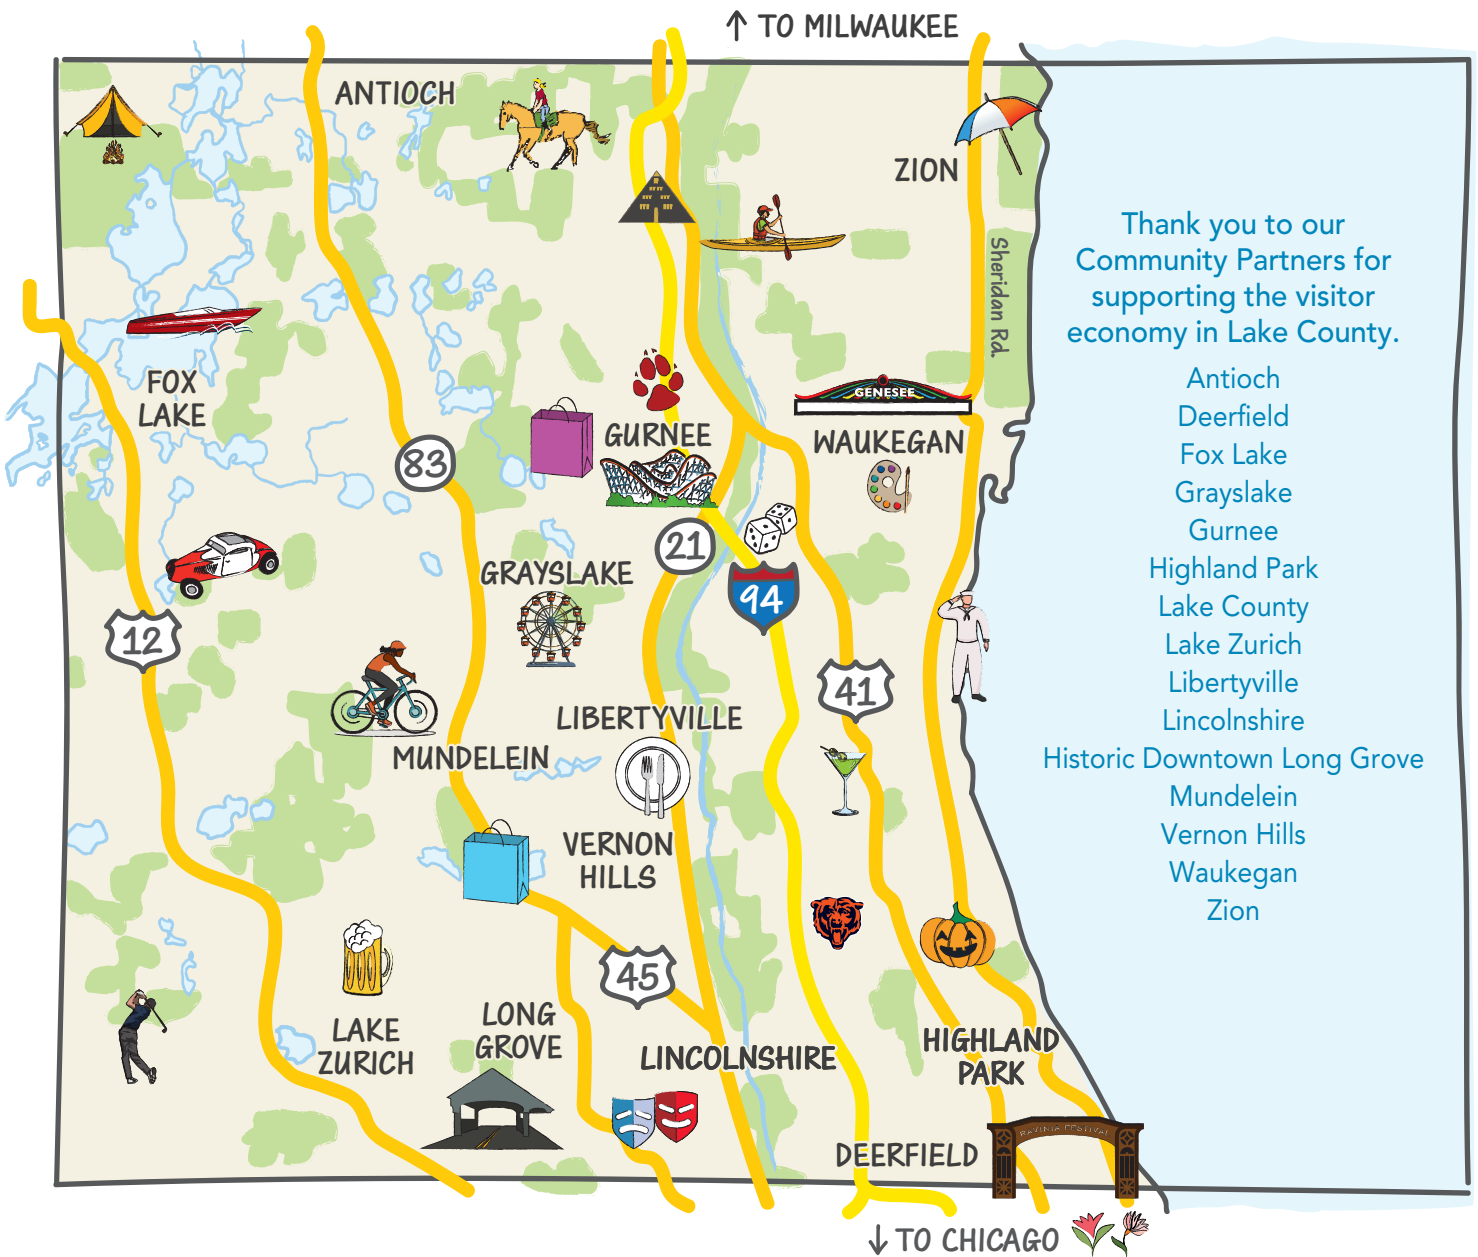 ↑ TO MILWAUKEE
ANTIOCH
ZION
Sheridan Rd.
FOX
LAKE
GENESEE
GURNEE
WAUKEGAN
83
21
GRAYSLAKE
94
12
41
LIBERTYVILLE
MUNDELEIN
VERNON
HILLS
45
LONG
GROVE
LAKE
ZURICH
LINCOLNSHIRE
HIGHLAND
PARK
RAVINIA FESTIVAL
DEERFIELD
↓ TO CHICAGO
Thank you to our
Community Partners for
supporting the visitor
economy in Lake County.
Antioch
Deerfield
Fox Lake
Grayslake
Gurnee
Highland Park
Lake County
Lake Zurich
Libertyville
Lincolnshire
Historic Downtown Long Grove
Mundelein
Vernon Hills
Waukegan
Zion